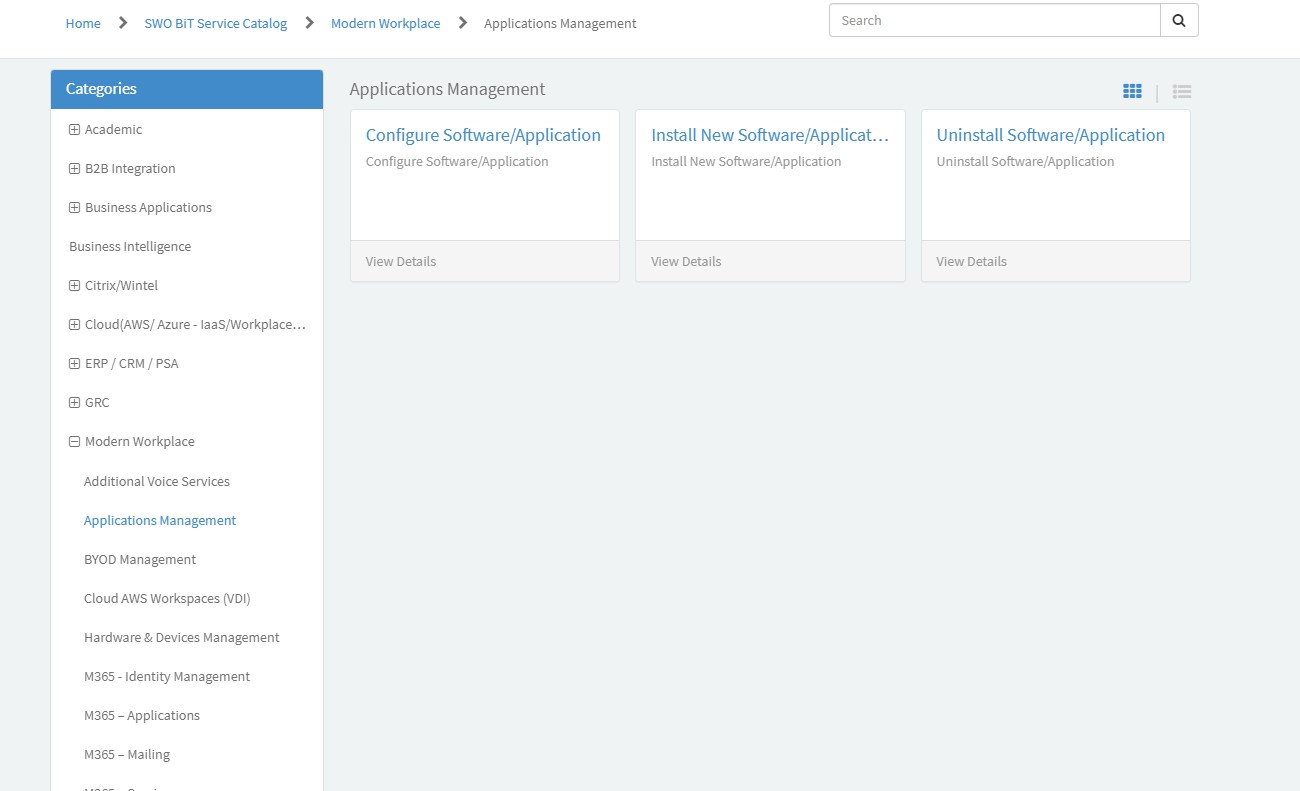 Home
SWO BiT Service Catalog
Modern Workplace
Applications Management
Search
Categories
Academic
B2B Integration
Business Applications
Business Intelligence
Citrix/Wintel
Cloud(AWS/ Azure - IaaS/Workplace…
ERP / CRM / PSA
GRC
Modern Workplace
Additional Voice Services
Applications Management
BYOD Management
Cloud AWS Workspaces (VDI)
Hardware & Devices Management
M365 - Identity Management
M365 – Applications
M365 – Mailing
Applications Management
Configure Software/Application
Configure Software/Application
View Details
Install New Software/Applicat…
Install New Software/Application
View Details
Uninstall Software/Application
Uninstall Software/Application
View Details